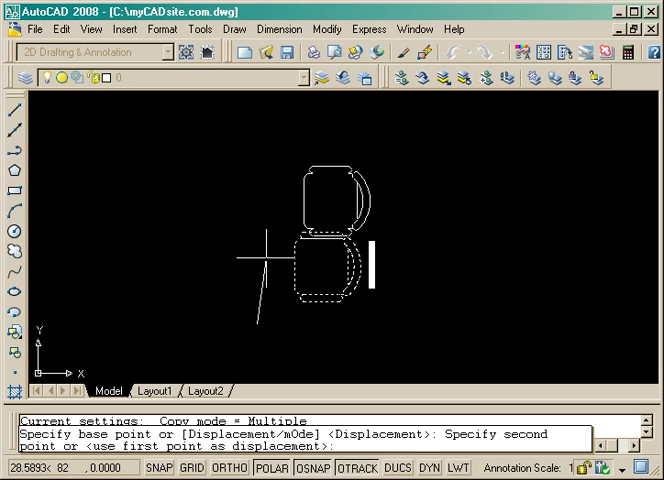 AutoCAD 2008 - [C:\myCADsite.com.dwg]
File Edit View Insert Format Tools Draw Dimension Modify Express Window Help
2D Drafting & Annotation
0
Y
X
Model Layout1 Layout2
Current settings: Copy mode = Multiple
Specify base point or [Displacement/mOde] <Displacement>: Specify second
point or <use first point as displacement>:
28.5893< 82 , 0.0000 SNAP GRID ORTHO POLAR OSNAP OTRACK DUCS DYN LWT Annotation Scale: 1